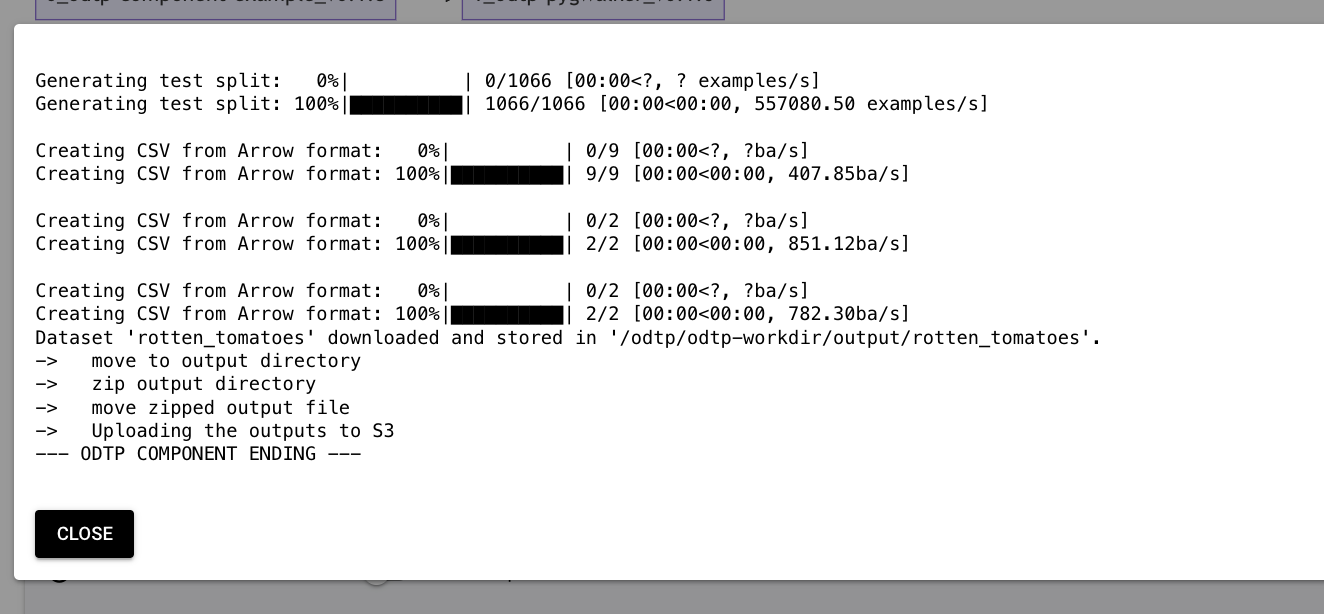 Generating test split:   0%|          | 0/1066 [00:00<?, ? examples/s]
Generating test split: 100%|██████████| 1066/1066 [00:00<00:00, 557080.50 examples/s]
Creating CSV from Arrow format:   0%|          | 0/9 [00:00<?, ?ba/s]
Creating CSV from Arrow format: 100%|██████████| 9/9 [00:00<00:00, 407.85ba/s]
Creating CSV from Arrow format:   0%|          | 0/2 [00:00<?, ?ba/s]
Creating CSV from Arrow format: 100%|██████████| 2/2 [00:00<00:00, 851.12ba/s]
Creating CSV from Arrow format:   0%|          | 0/2 [00:00<?, ?ba/s]
Creating CSV from Arrow format: 100%|██████████| 2/2 [00:00<00:00, 782.30ba/s]
Dataset 'rotten_tomatoes' downloaded and stored in '/odtp/odtp-workdir/output/rotten_tomatoes'.
—>   move to output directory
—>   zip output directory
—>   move zipped output file
—>   Uploading the outputs to S3
--- ODTP COMPONENT ENDING ---
CLOSE